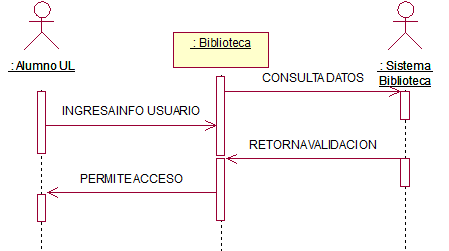 : Alumno UL
: Biblioteca
: Sistema
Biblioteca
CONSULTA DATOS
INGRESA INFO USUARIO
RETORNA VALIDACION
PERMITE ACCESO